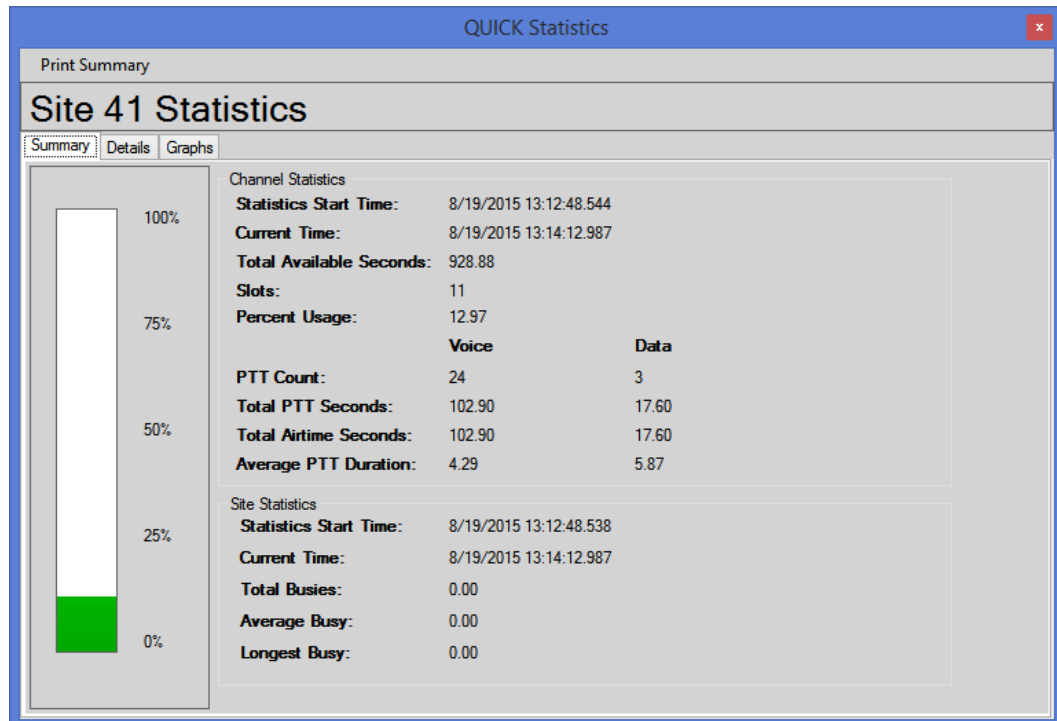 QUICK Statistics
x
Print Summary
Site 41 Statistics
Summary Details Graphs
100%
75%
50%
25%
0%
Channel Statistics
Statistics Start Time: 8/19/2015 13:12:48.544
Current Time: 8/19/2015 13:14:12.987
Total Available Seconds: 928.88
Slots: 11
Percent Usage: 12.97
Voice Data
PTT Count: 24 3
Total PTT Seconds: 102.90 17.60
Total Airtime Seconds: 102.90 17.60
Average PTT Duration: 4.29 5.87
Site Statistics
Statistics Start Time: 8/19/2015 13:12:48.538
Current Time: 8/19/2015 13:14:12.987
Total Busies: 0.00
Average Busy: 0.00
Longest Busy: 0.00